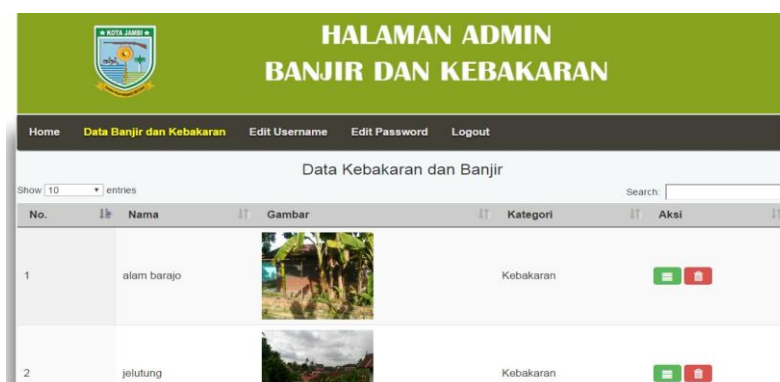 ★ KOTA JAMBI ★
HALAMAN ADMIN
BANJIR DAN KEBAKARAN
Home Data Banjir dan Kebakaran Edit Username Edit Password Logout
Data Kebakaran dan Banjir
Show 10 entries Search:
No. Nama Gambar Kategori Aksi
1 alam barajo Kebakaran
2 jelutung Kebakaran